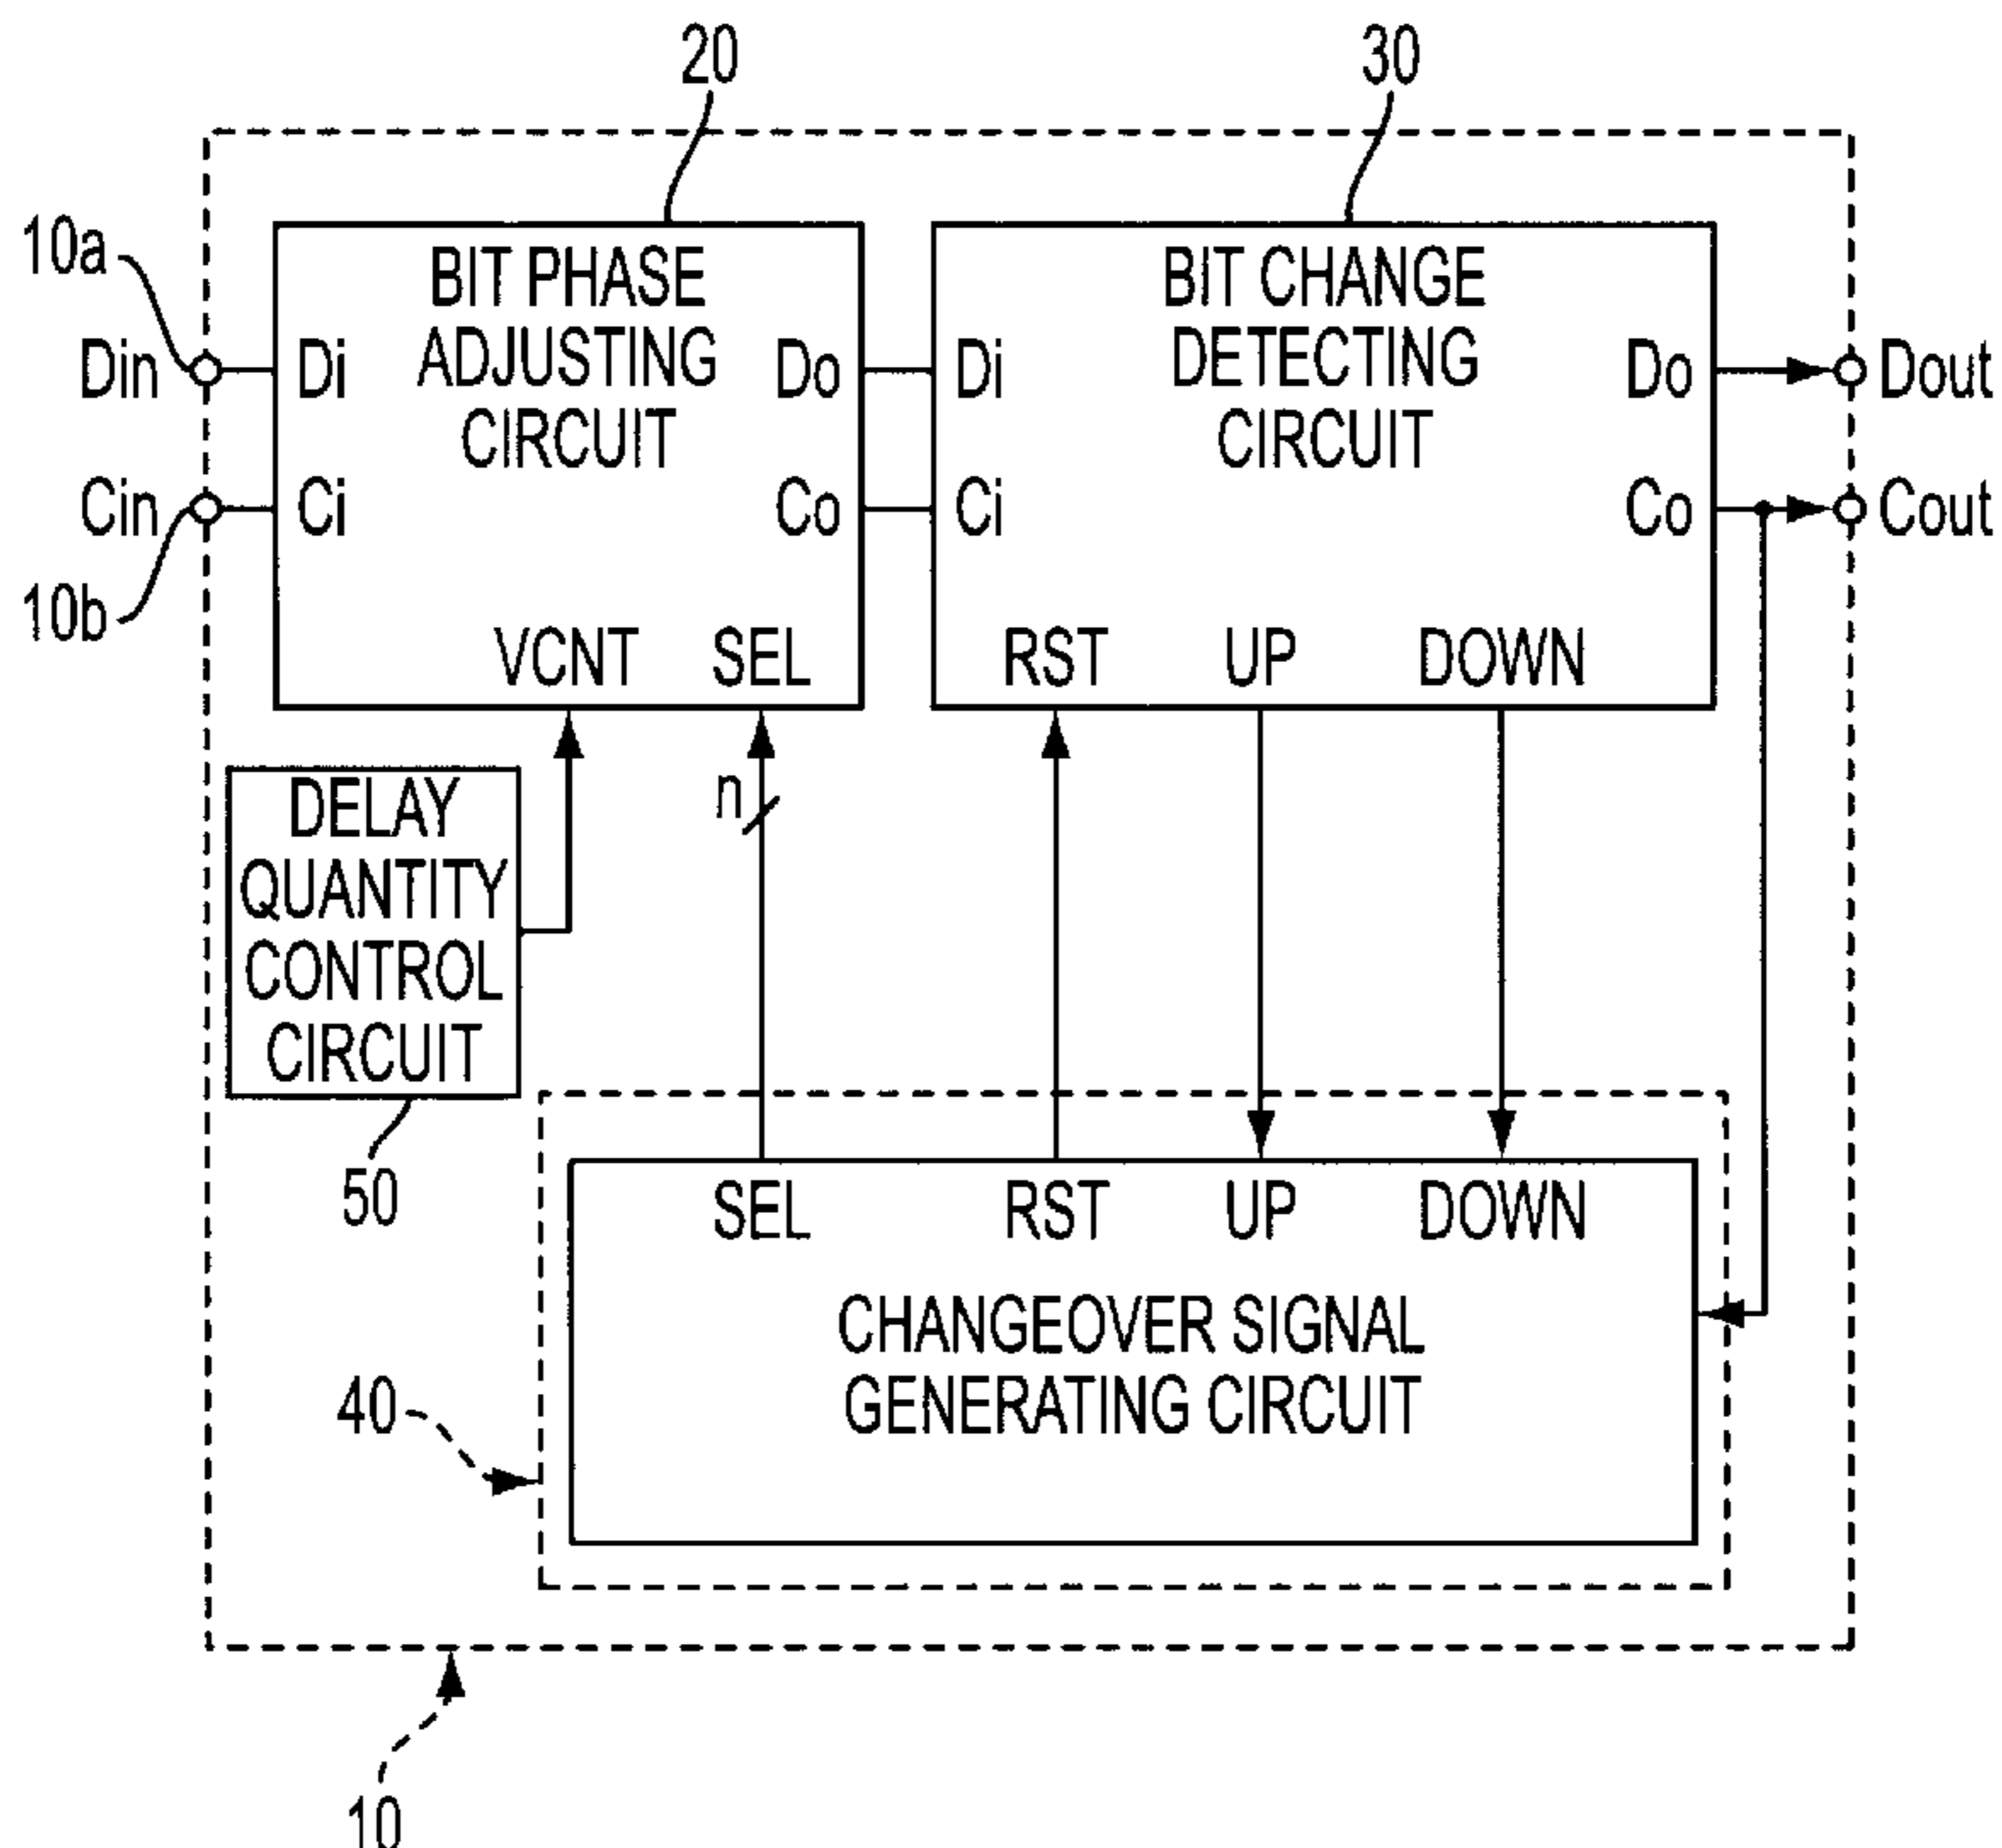 20
30
10a
BIT PHASE
ADJUSTING
CIRCUIT
BIT CHANGE
DETECTING
CIRCUIT
Din
Di
Do
Di
Do
Dout
Cin
Ci
Co
Ci
Co
Cout
10b
VCNT
SEL
RST
UP
DOWN
n
DELAY
QUANTITY
CONTROL
CIRCUIT
50
SEL
RST
UP
DOWN
CHANGEOVER SIGNAL
GENERATING CIRCUIT
40
10